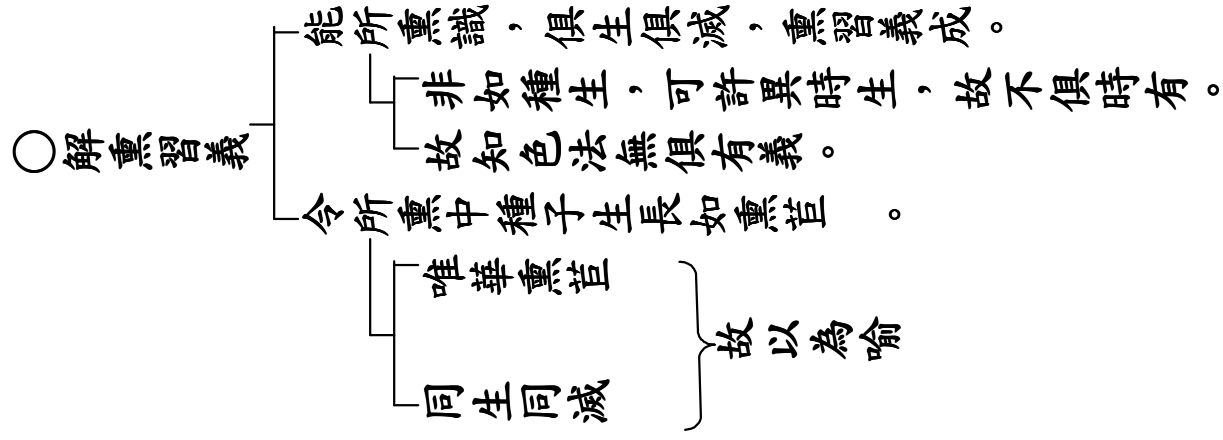 ○解熏習義
能所熏識，俱生俱滅，熏習義成。
非如種生，可許異時生，故不俱時有。
故知色法無俱有義。
令所熏中種子生長如熏苣。
唯華熏苣
同生同滅
故以為喻